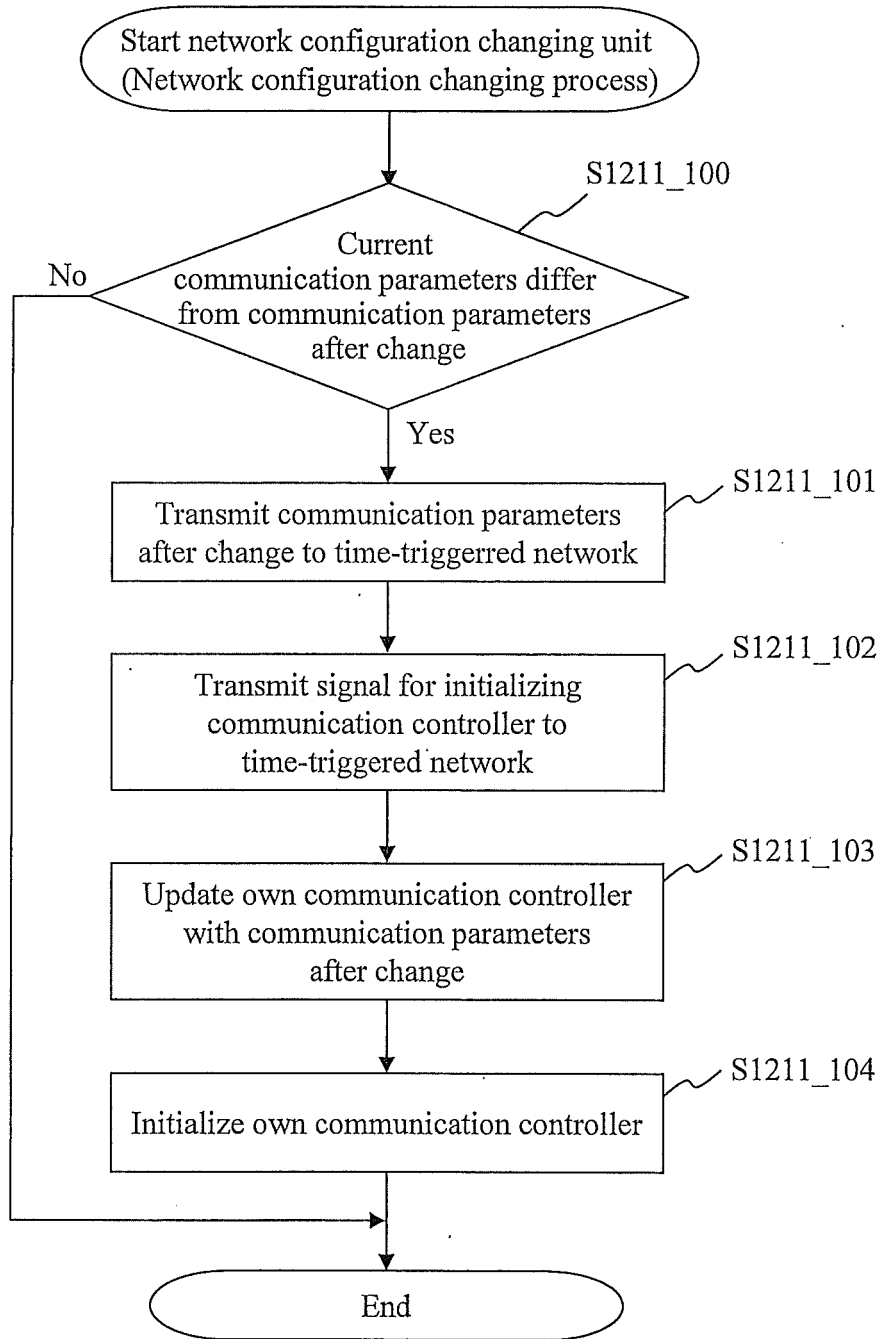 Start network configuration changing unit
(Network configuration changing process)
S1211_100
Current
communication parameters differ
from communication parameters
after change
No
Yes
S1211_101
Transmit communication parameters
after change to time-triggerred network
S1211_102
Transmit signal for initializing
communication controller to
time-triggered network
S1211_103
Update own communication controller
with communication parameters
after change
S1211_104
Initialize own communication controller
End